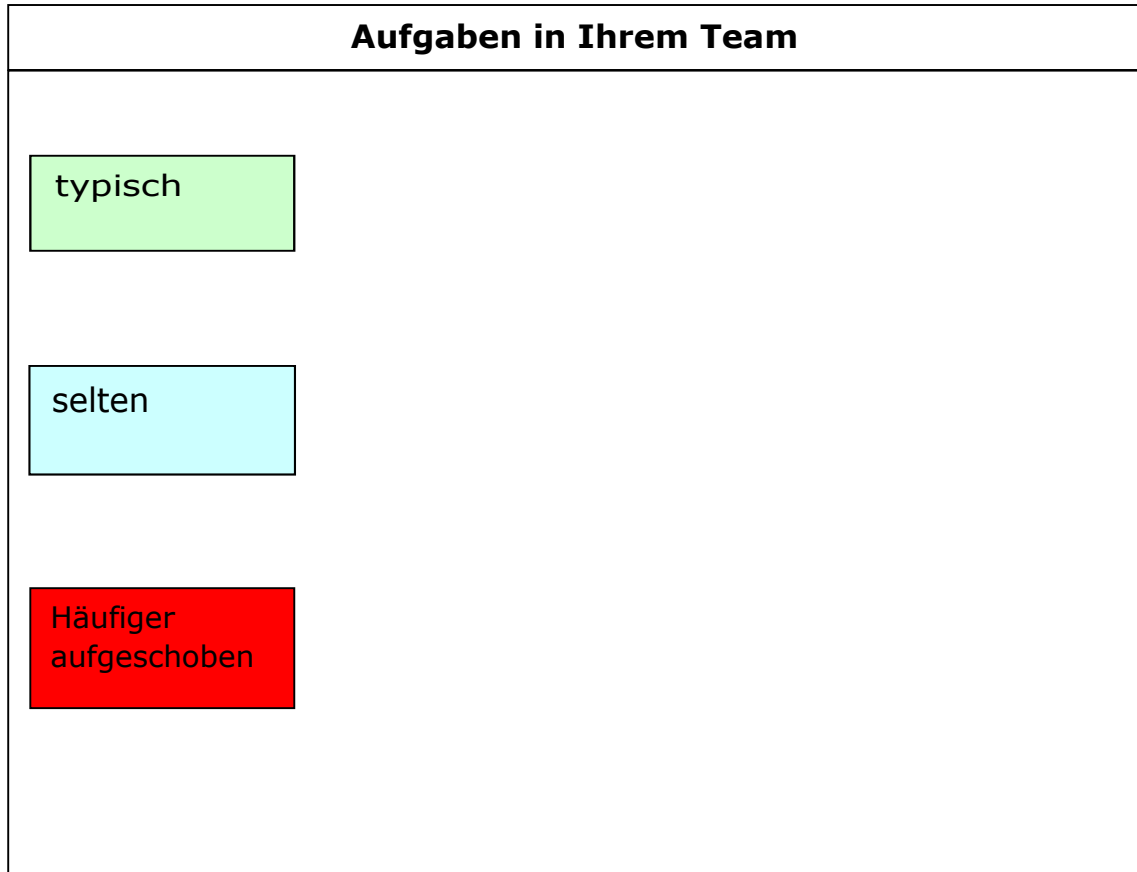 Aufgaben in Ihrem Team
typisch
selten
Häufiger
aufgeschoben